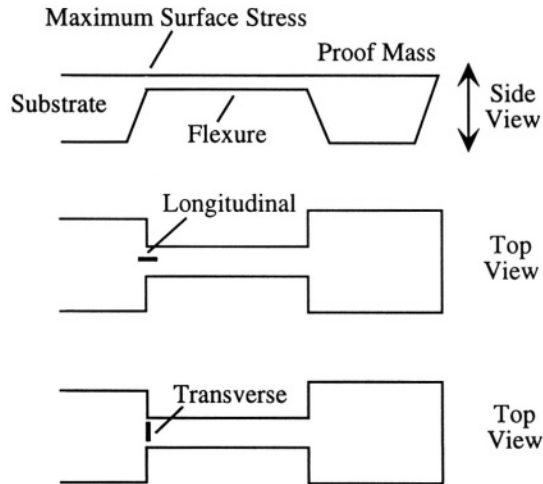 Maximum Surface Stress
Proof Mass
Substrate
Flexure
Side
View
Longitudinal
Top
View
Transverse
Top
View